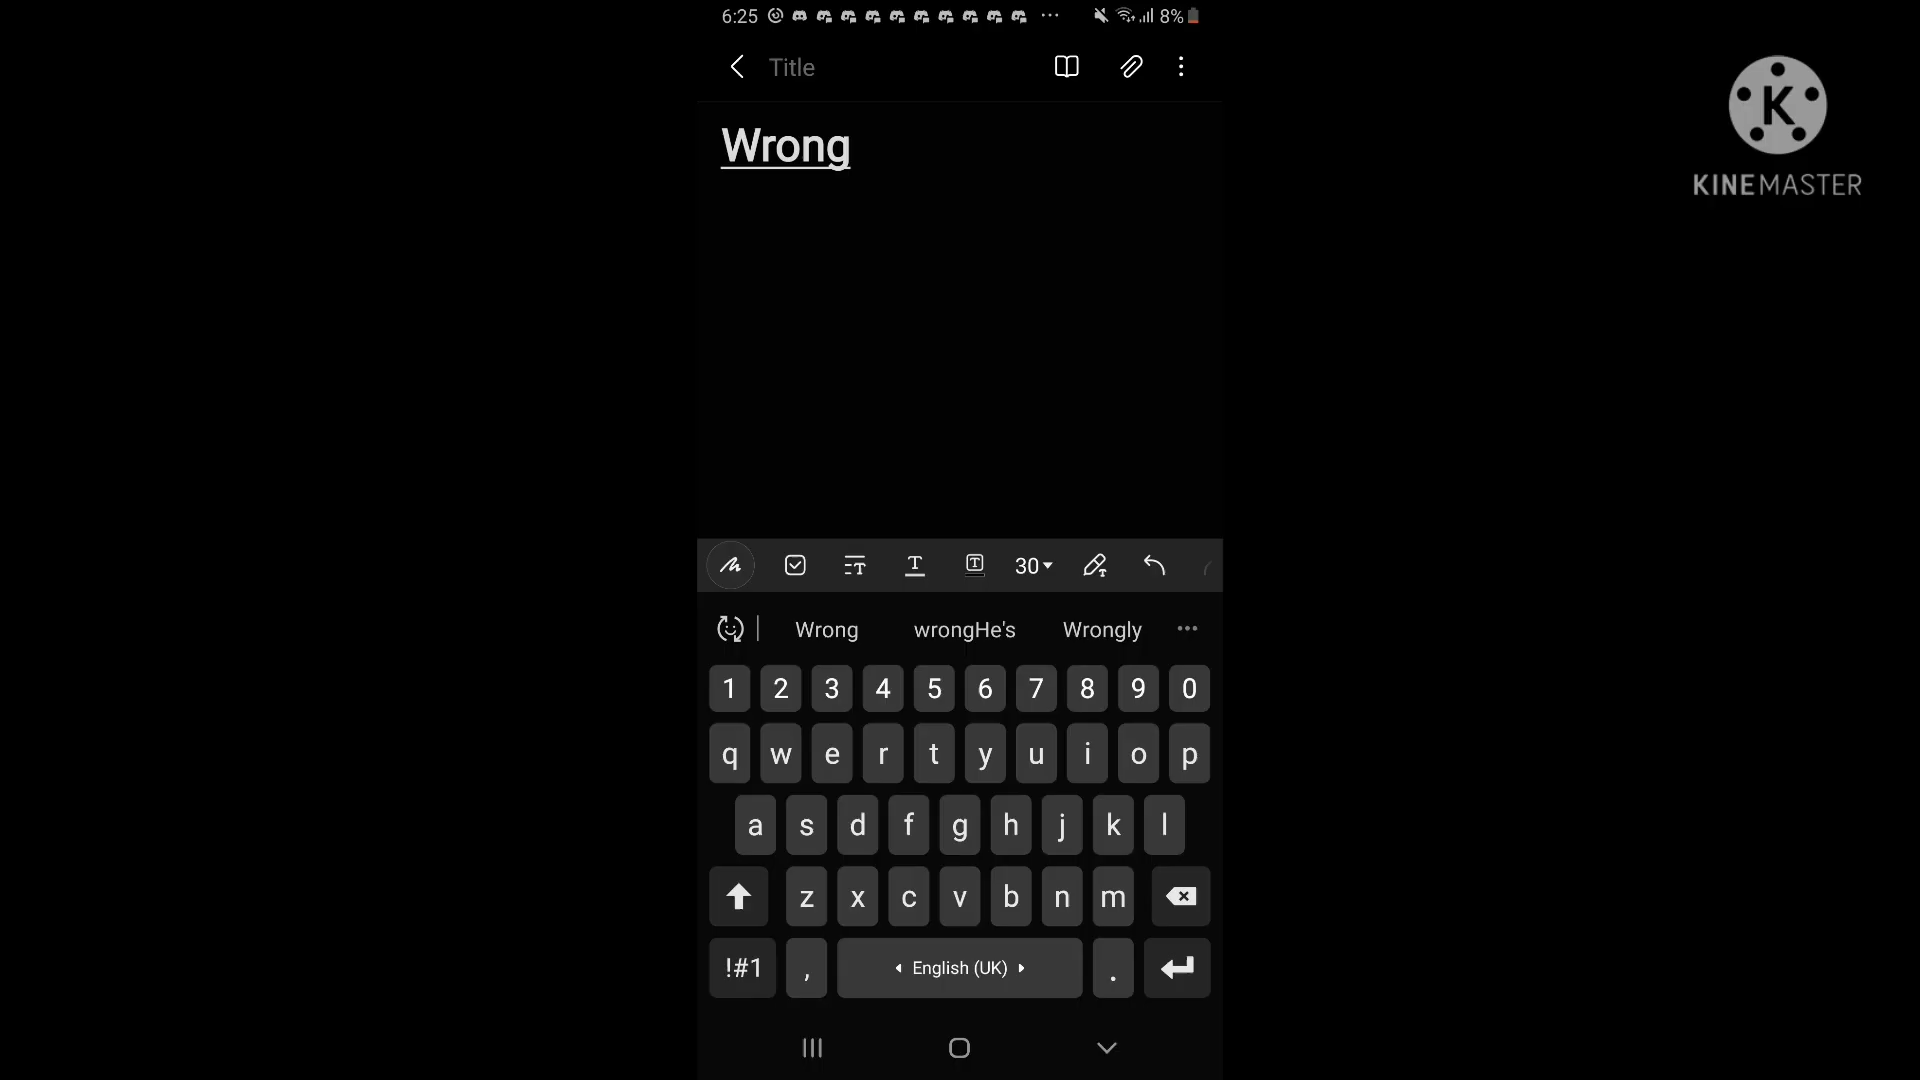 6:25 8%
Title
Wrong
30
Wrong wrongHe's Wrongly
1 2 3 4 5 6 7 8 9 0
q w e r t y u i o p
a s d f g h j k l
z x c v b n m
!#1 , English (UK) .
K
KINEMASTER